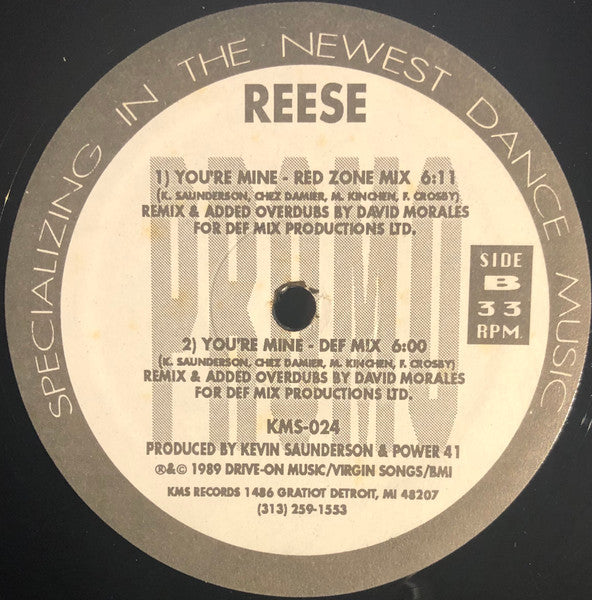 SPECIALIZING IN THE NEWEST DANCE MUSIC.
REESE
PROMO
1) YOU'RE MINE - RED ZONE MIX 6:11
(K. SAUNDERSON, CHEZ DAMIER, M. KINCHEN, F. CROSBY)
REMIX & ADDED OVERDUBS BY DAVID MORALES
FOR DEF MIX PRODUCTIONS LTD.
SIDE
B
33
RPM.
2) YOU'RE MINE - DEF MIX 6:00
(K. SAUNDERSON, CHEZ DAMIER, M. KINCHEN, F. CROSBY)
REMIX & ADDED OVERDUBS BY DAVID MORALES
FOR DEF MIX PRODUCTIONS LTD.
PROMO
KMS-024
PRODUCED BY KEVIN SAUNDERSON & POWER 41
®&© 1989 DRIVE-ON MUSIC/VIRGIN SONGS/BMI
KMS RECORDS 1486 GRATIOT DETROIT, MI 48207
(313) 259-1553